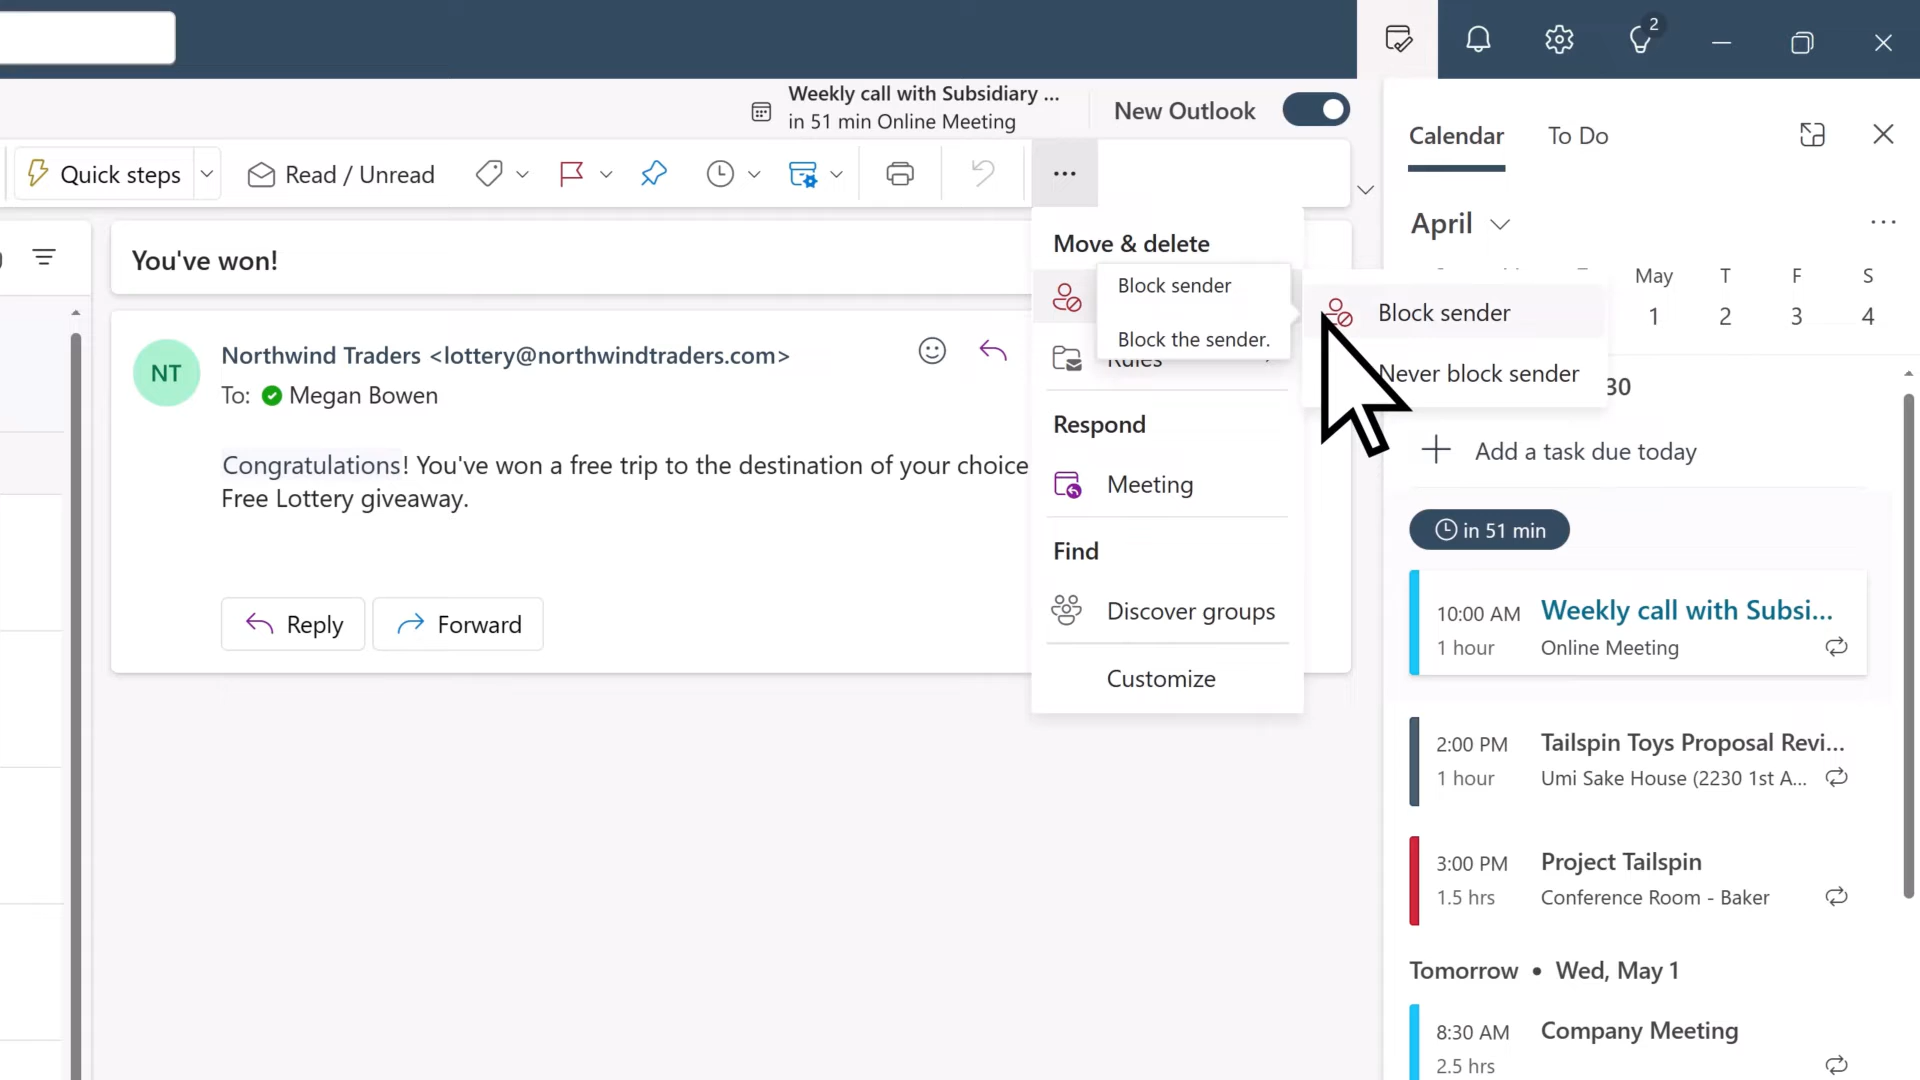 2
Weekly call with Subsidiary ...
in 51 min Online Meeting
New Outlook
Quick steps
Read / Unread
You've won!
NT
Northwind Traders <lottery@northwindtraders.com>
To: Megan Bowen
Congratulations! You've won a free trip to the destination of your choice
Free Lottery giveaway.
Reply
Forward
Move & delete
Block sender
Block the sender.
Rules
Respond
Meeting
Find
Discover groups
Customize
Block sender
Never block sender
Calendar
To Do
April
May T F S
1 2 3 4
30
Add a task due today
in 51 min
10:00 AM Weekly call with Subsi...
1 hour Online Meeting
2:00 PM Tailspin Toys Proposal Revi...
1 hour Umi Sake House (2230 1st A...
3:00 PM Project Tailspin
1.5 hrs Conference Room - Baker
Tomorrow • Wed, May 1
8:30 AM Company Meeting
2.5 hrs